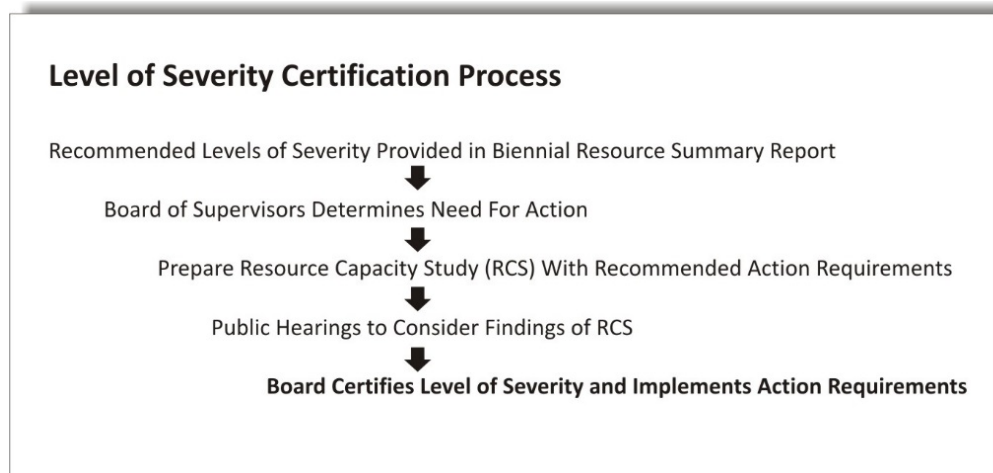 Level of Severity Certification Process
Recommended Levels of Severity Provided in Biennial Resource Summary Report
Board of Supervisors Determines Need For Action
Prepare Resource Capacity Study (RCS) With Recommended Action Requirements
Public Hearings to Consider Findings of RCS
Board Certifies Level of Severity and Implements Action Requirements